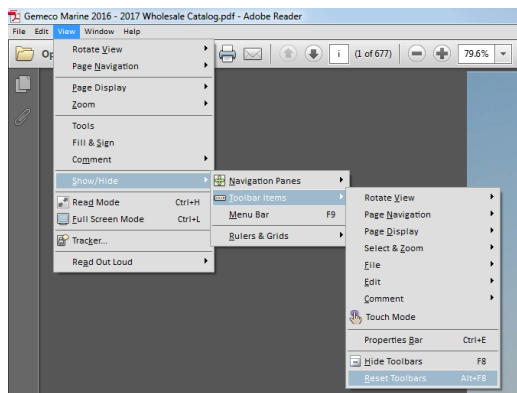 Gemeco Marine 2016 - 2017 Wholesale Catalog.pdf - Adobe Reader
File Edit View Window Help
Op
i (1 of 677) 79.6%
Rotate View
Page Navigation
Page Display
Zoom
Tools
Fill & Sign
Comment
Show/Hide
Read Mode Ctrl+H
Full Screen Mode Ctrl+L
Tracker...
Read Out Loud
Navigation Panes
Toolbar Items
Menu Bar F9
Rulers & Grids
Rotate View
Page Navigation
Page Display
Select & Zoom
File
Edit
Comment
Touch Mode
Properties Bar Ctrl+E
Hide Toolbars F8
Reset Toolbars Alt+F8